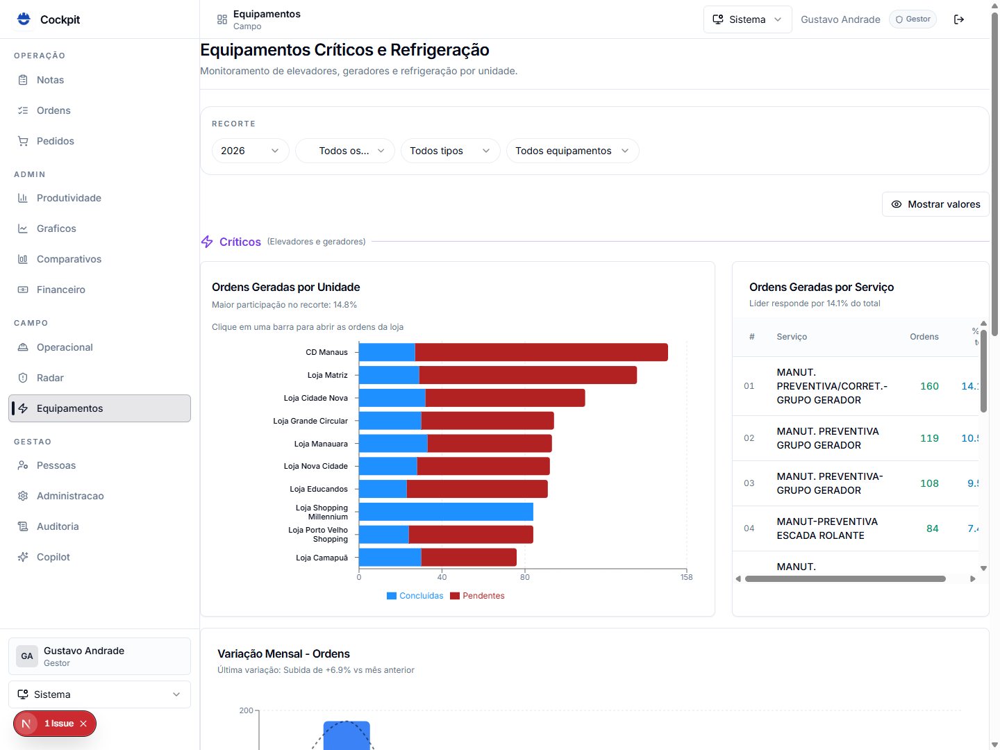 Cockpit
Equipamentos
Campo
Sistema
Gustavo Andrade
Gestor
OPERAÇÃO
Notas
Ordens
Pedidos
ADMIN
Produtividade
Graficos
Comparativos
Financeiro
CAMPO
Operacional
Radar
Equipamentos
GESTAO
Pessoas
Administracao
Auditoria
Copilot
GA
Gustavo Andrade
Gestor
Sistema
N
1 Issue
Equipamentos Críticos e Refrigeração
Monitoramento de elevadores, geradores e refrigeração por unidade.
RECORTE
2026
Todos os...
Todos tipos
Todos equipamentos
Mostrar valores
Críticos (Elevadores e geradores)
Ordens Geradas por Unidade
Maior participação no recorte: 14.8%
Clique em uma barra para abrir as ordens da loja
CD Manaus
Loja Matriz
Loja Cidade Nova
Loja Grande Circular
Loja Manauara
Loja Nova Cidade
Loja Educandos
Loja Shopping
Millennium
Loja Porto Velho
Shopping
Loja Camapuã
0 40 80 158
Concluídas Pendentes
Ordens Geradas por Serviço
Líder responde por 14.1% do total
# Serviço Ordens %
01 MANUT. PREVENTIVA/CORRET.- GRUPO GERADOR 160 14.
02 MANUT. PREVENTIVA GRUPO GERADOR 119 10.
03 MANUT. PREVENTIVA- GRUPO GERADOR 108 9.
04 MANUT-PREVENTIVA ESCADA ROLANTE 84 7.
MANUT.
Variação Mensal - Ordens
Última variação: Subida de +6.9% vs mês anterior
200